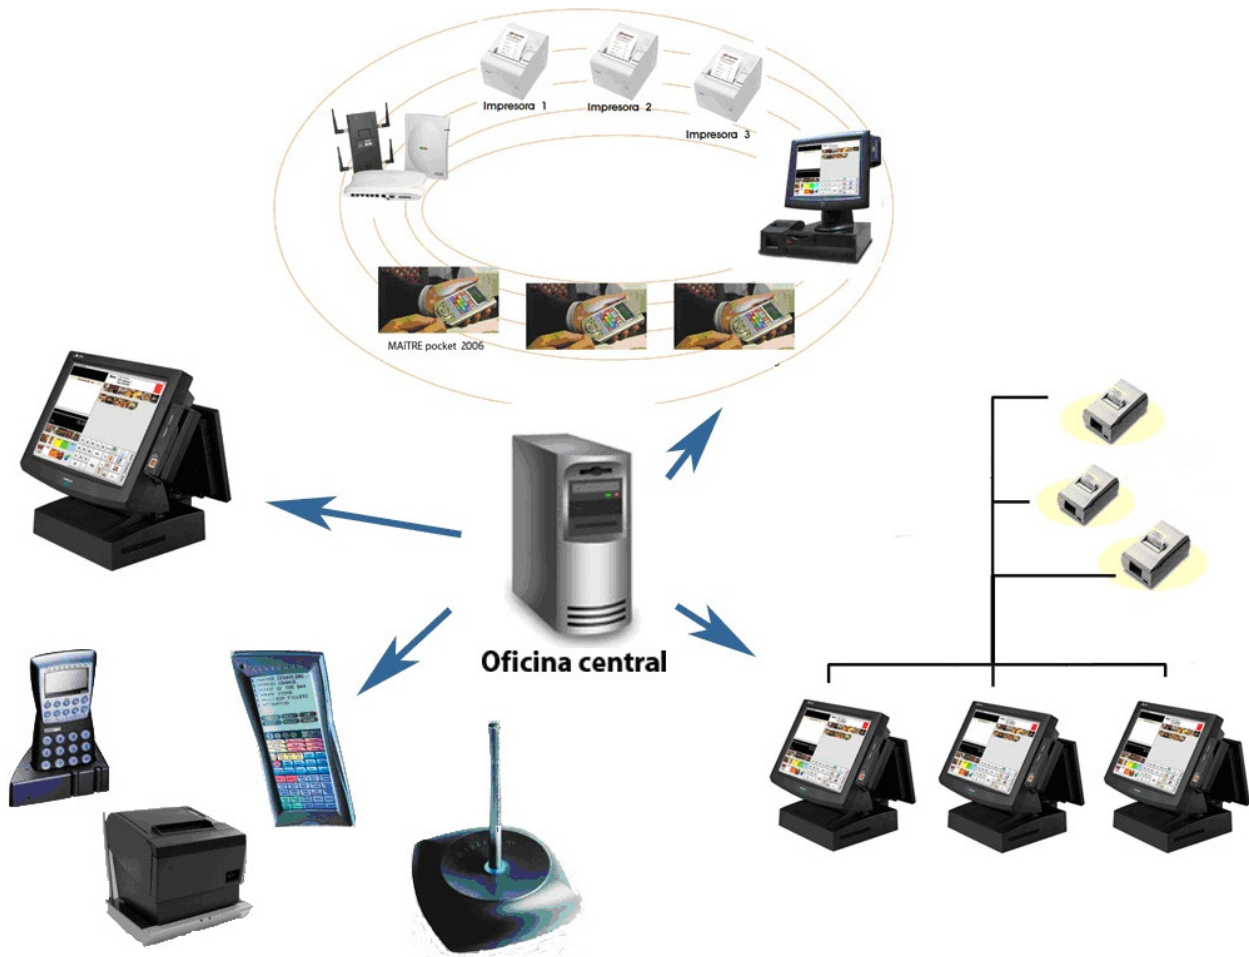 Impresora 1
Impresora 2
Impresora 3
MAITRE pocket 2006
Oficina central